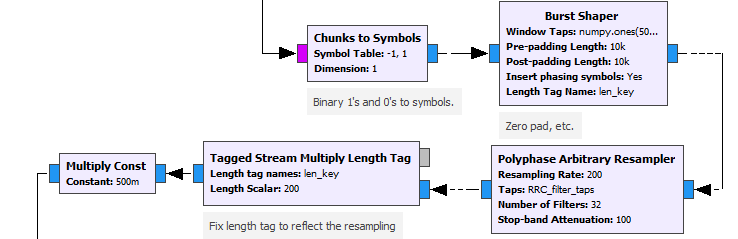 Chunks to Symbols
Symbol Table: -1, 1
Dimension: 1
Binary 1's and 0's to symbols.
Burst Shaper
Window Taps: numpy.ones(50...
Pre-padding Length: 10k
Post-padding Length: 10k
Insert phasing symbols: Yes
Length Tag Name: len_key
Zero pad, etc.
Multiply Const
Constant: 500m
Tagged Stream Multiply Length Tag
Length tag names: len_key
Length Scalar: 200
Fix length tag to reflect the resampling
Polyphase Arbitrary Resampler
Resampling Rate: 200
Taps: RRC_filter_taps
Number of Filters: 32
Stop-band Attenuation: 100